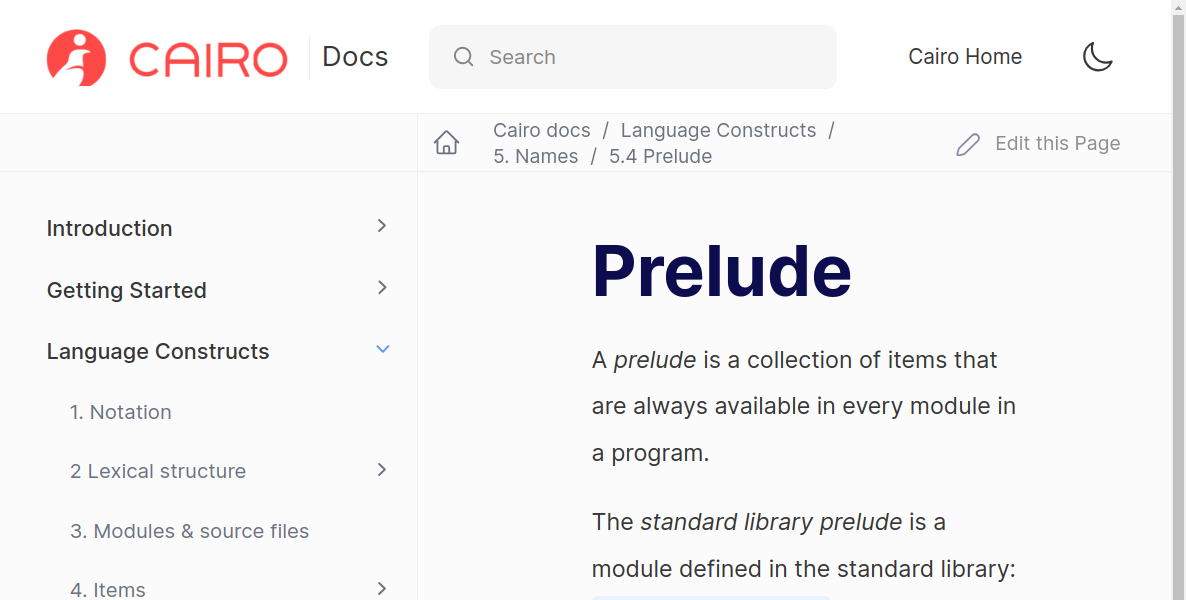 CAIRO Docs
Search
Cairo Home
Cairo docs / Language Constructs /
5. Names / 5.4 Prelude
Edit this Page
Introduction
Getting Started
Language Constructs
1. Notation
2 Lexical structure
3. Modules & source files
4. Items
Prelude
A prelude is a collection of items that
are always available in every module in
a program.
The standard library prelude is a
module defined in the standard library: